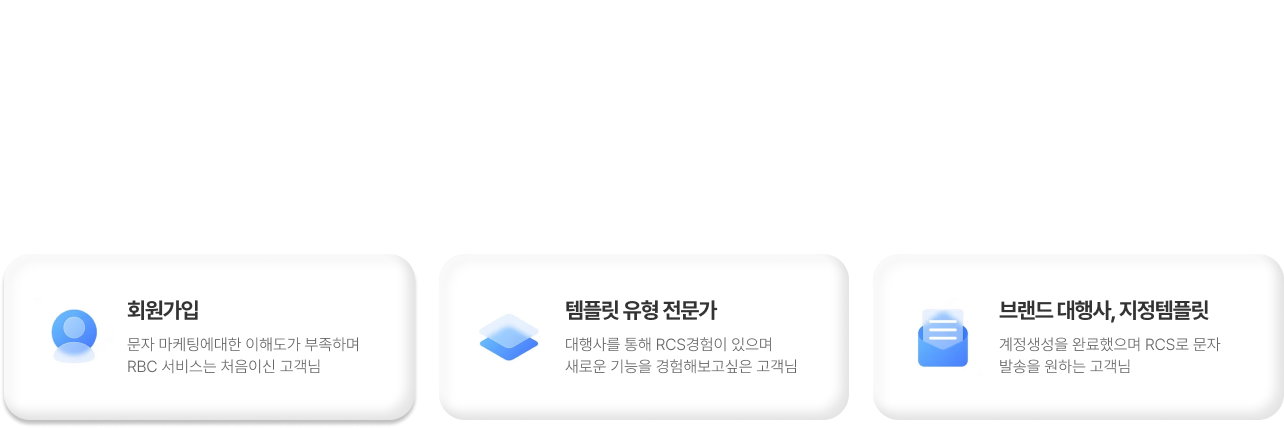 회원가입
문자 마케팅에대한 이해도가 부족하며
RBC 서비스는 처음이신 고객님
템플릿 유형 전문가
대행사를 통해 RCS경험이 있으며
새로운 기능을 경험해보고싶은 고객님
브랜드 대행사, 지정템플릿
계정생성을 완료했으며 RCS로 문자
발송을 원하는 고객님